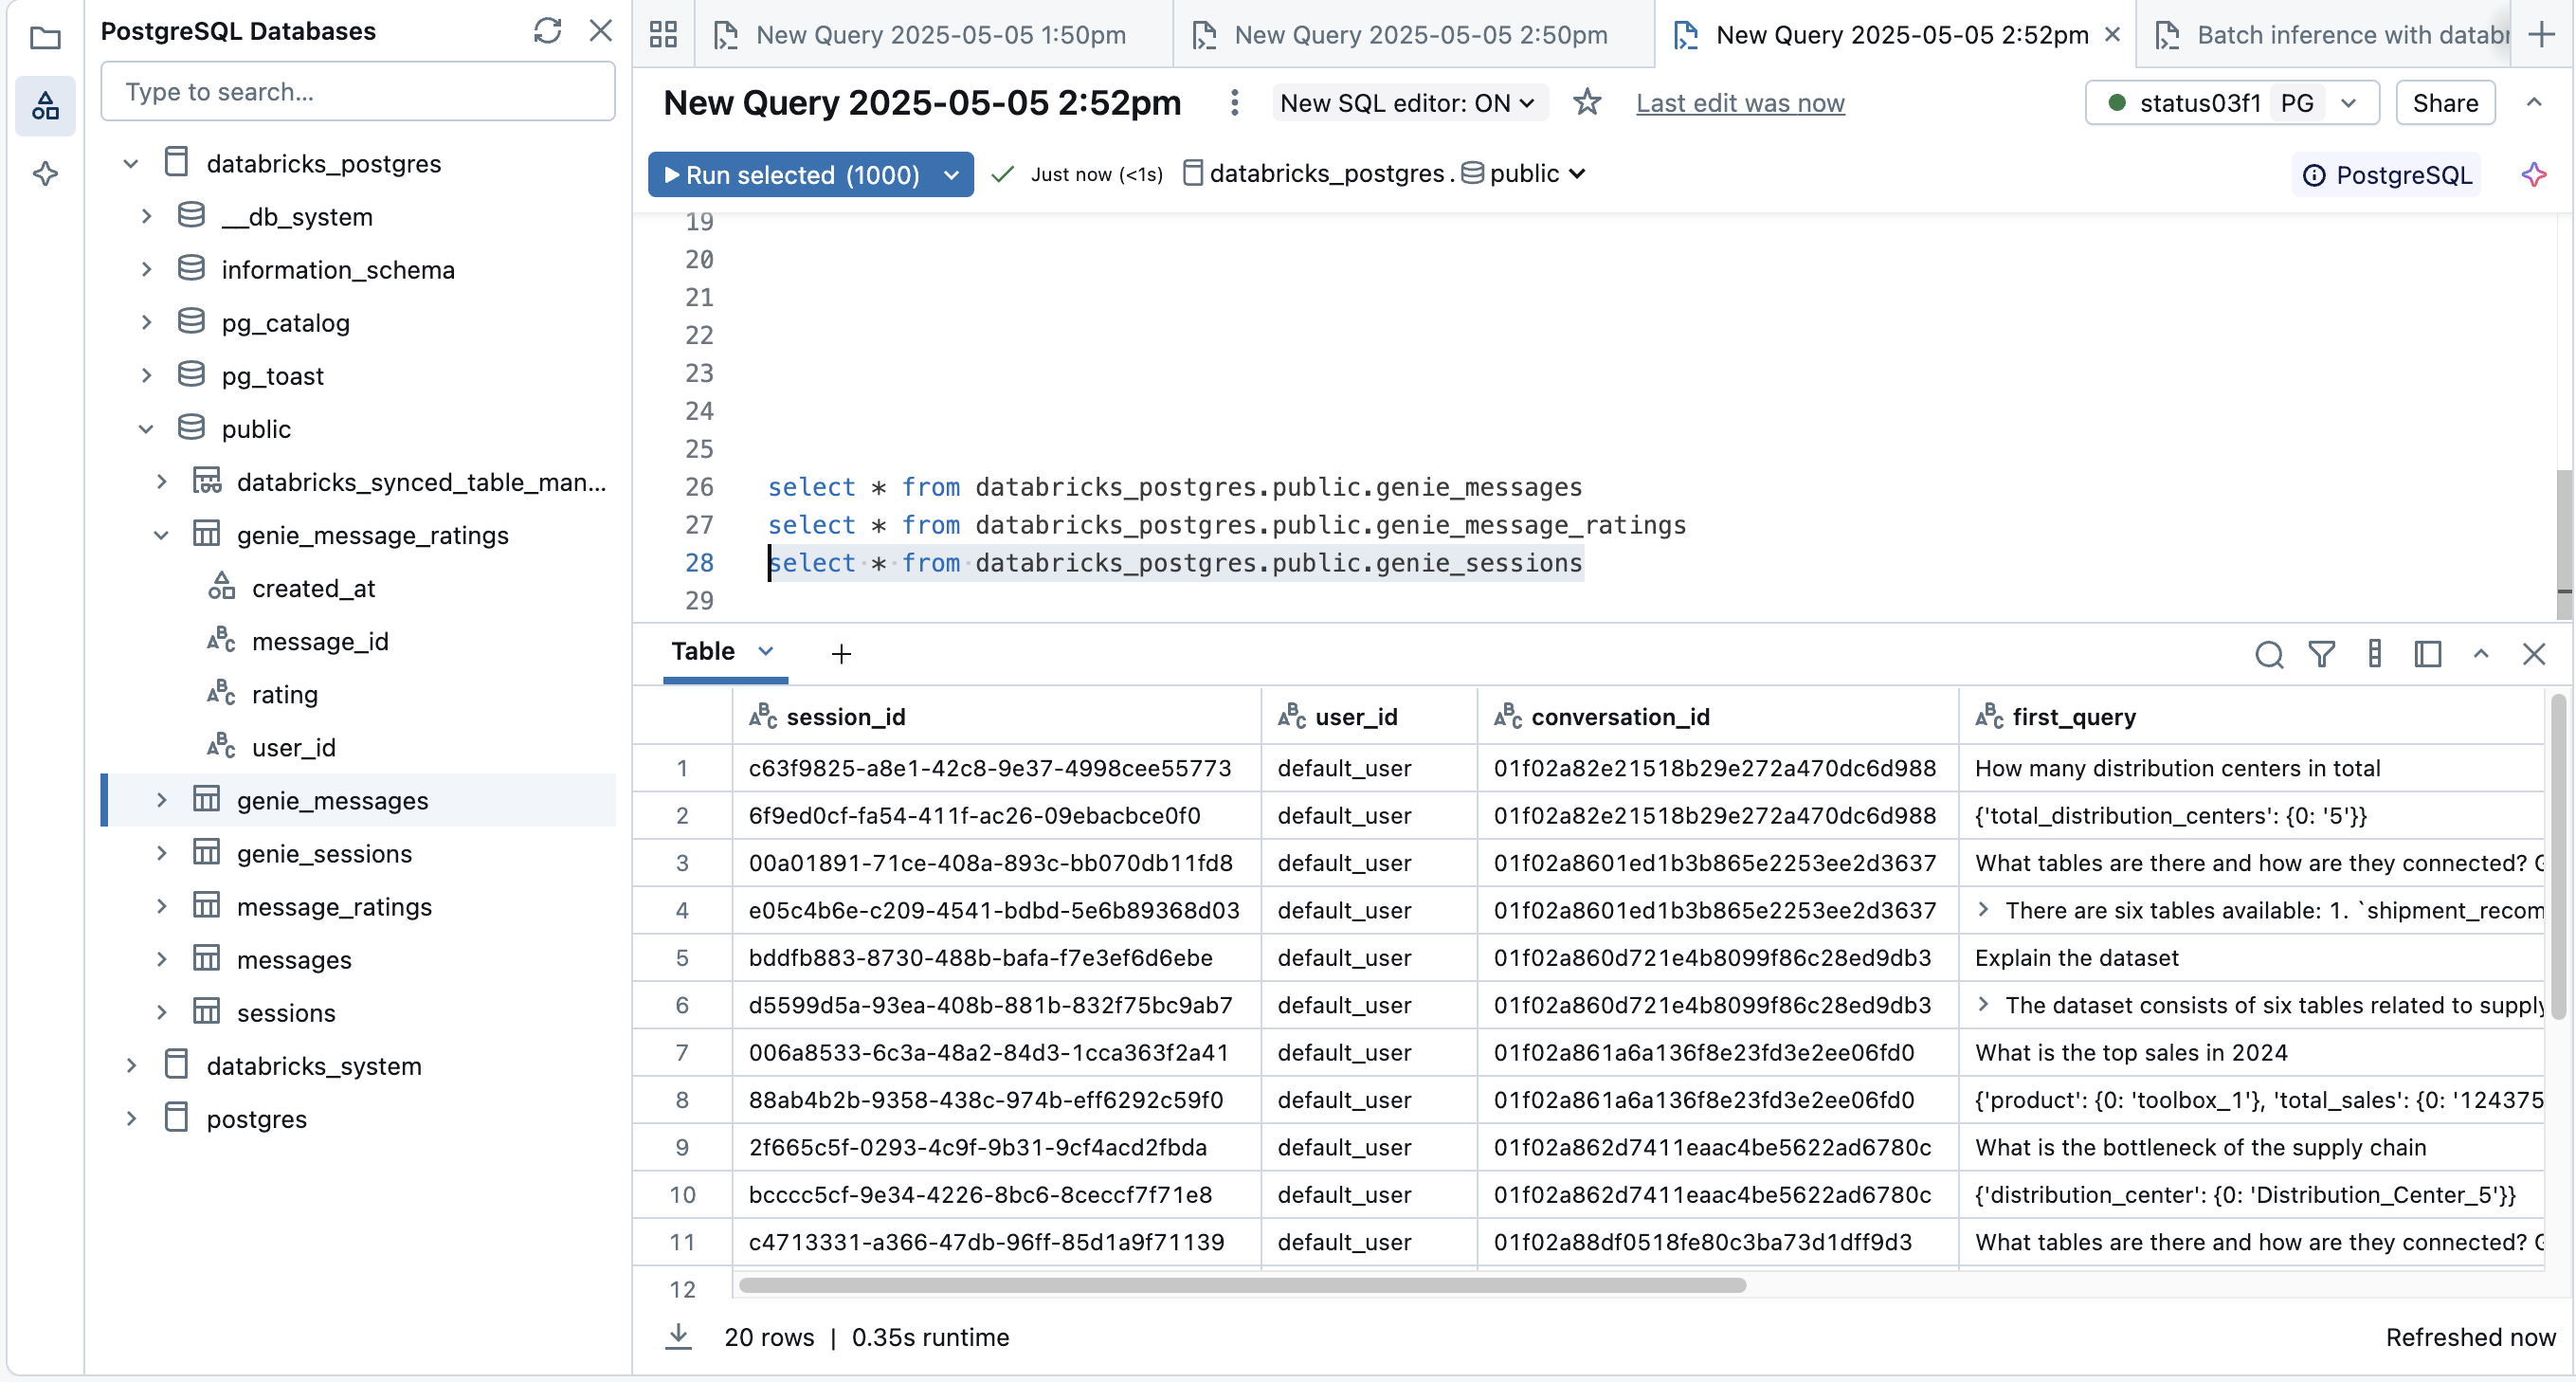 PostgreSQL Databases
Type to search...
databricks_postgres
__db_system
information_schema
pg_catalog
pg_toast
public
databricks_synced_table_man...
genie_message_ratings
created_at
message_id
rating
user_id
genie_messages
genie_sessions
message_ratings
messages
sessions
databricks_system
postgres
New Query 2025-05-05 1:50pm
New Query 2025-05-05 2:50pm
New Query 2025-05-05 2:52pm
Batch inference with datab
New Query 2025-05-05 2:52pm
New SQL editor: ON
Last edit was now
status03f1 PG
Share
Run selected (1000)
Just now (<1s)
databricks_postgres . public
PostgreSQL
19
20
21
22
23
24
25
26 select * from databricks_postgres.public.genie_messages
27 select * from databricks_postgres.public.genie_message_ratings
28 select * from databricks_postgres.public.genie_sessions
29
Table
session_id user_id conversation_id first_query
1 c63f9825-a8e1-42c8-9e37-4998cee55773 default_user 01f02a82e21518b29e272a470dc6d988 How many distribution centers in total
2 6f9ed0cf-fa54-411f-ac26-09ebacbce0f0 default_user 01f02a82e21518b29e272a470dc6d988 {'total_distribution_centers': {0: '5'}}
3 00a01891-71ce-408a-893c-bb070db11fd8 default_user 01f02a8601ed1b3b865e2253ee2d3637 What tables are there and how are they connected? G
4 e05c4b6e-c209-4541-bdbd-5e6b89368d03 default_user 01f02a8601ed1b3b865e2253ee2d3637 There are six tables available: 1. `shipment_recom
5 bddfb883-8730-488b-bafa-f7e3ef6d6ebe default_user 01f02a860d721e4b8099f86c28ed9db3 Explain the dataset
6 d5599d5a-93ea-408b-881b-832f75bc9ab7 default_user 01f02a860d721e4b8099f86c28ed9db3 The dataset consists of six tables related to supply
7 006a8533-6c3a-48a2-84d3-1cca363f2a41 default_user 01f02a861a6a136f8e23fd3e2ee06fd0 What is the top sales in 2024
8 88ab4b2b-9358-438c-974b-eff6292c59f0 default_user 01f02a861a6a136f8e23fd3e2ee06fd0 {'product': {0: 'toolbox_1'}, 'total_sales': {0: '124375
9 2f665c5f-0293-4c9f-9b31-9cf4acd2fbda default_user 01f02a862d7411eaac4be5622ad6780c What is the bottleneck of the supply chain
10 bcccc5cf-9e34-4226-8bc6-8ceccf7f71e8 default_user 01f02a862d7411eaac4be5622ad6780c {'distribution_center': {0: 'Distribution_Center_5'}}
11 c4713331-a366-47db-96ff-85d1a9f71139 default_user 01f02a88df0518fe80c3ba73d1dff9d3 What tables are there and how are they connected? G
12
20 rows | 0.35s runtime
Refreshed now